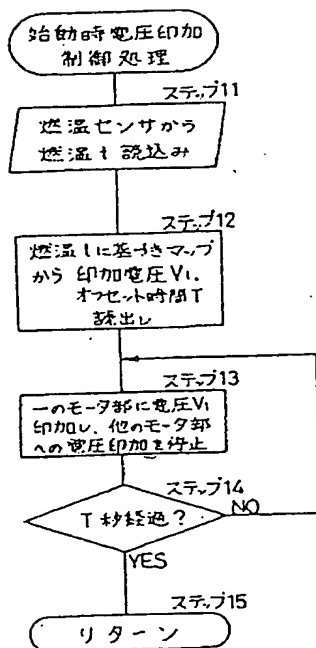 始動時電圧印加
制御処理
ステップ11
燃温センサから
燃温t読込み
ステップ12
燃温tに基づきマップ
から印加電圧V₁、
オフセット時間T
読出し
ステップ13
一のモータ部に電圧V₁
印加し、他のモータ部
への電圧印加を停止
ステップ14
T秒経過?
NO
YES
ステップ15
リターン